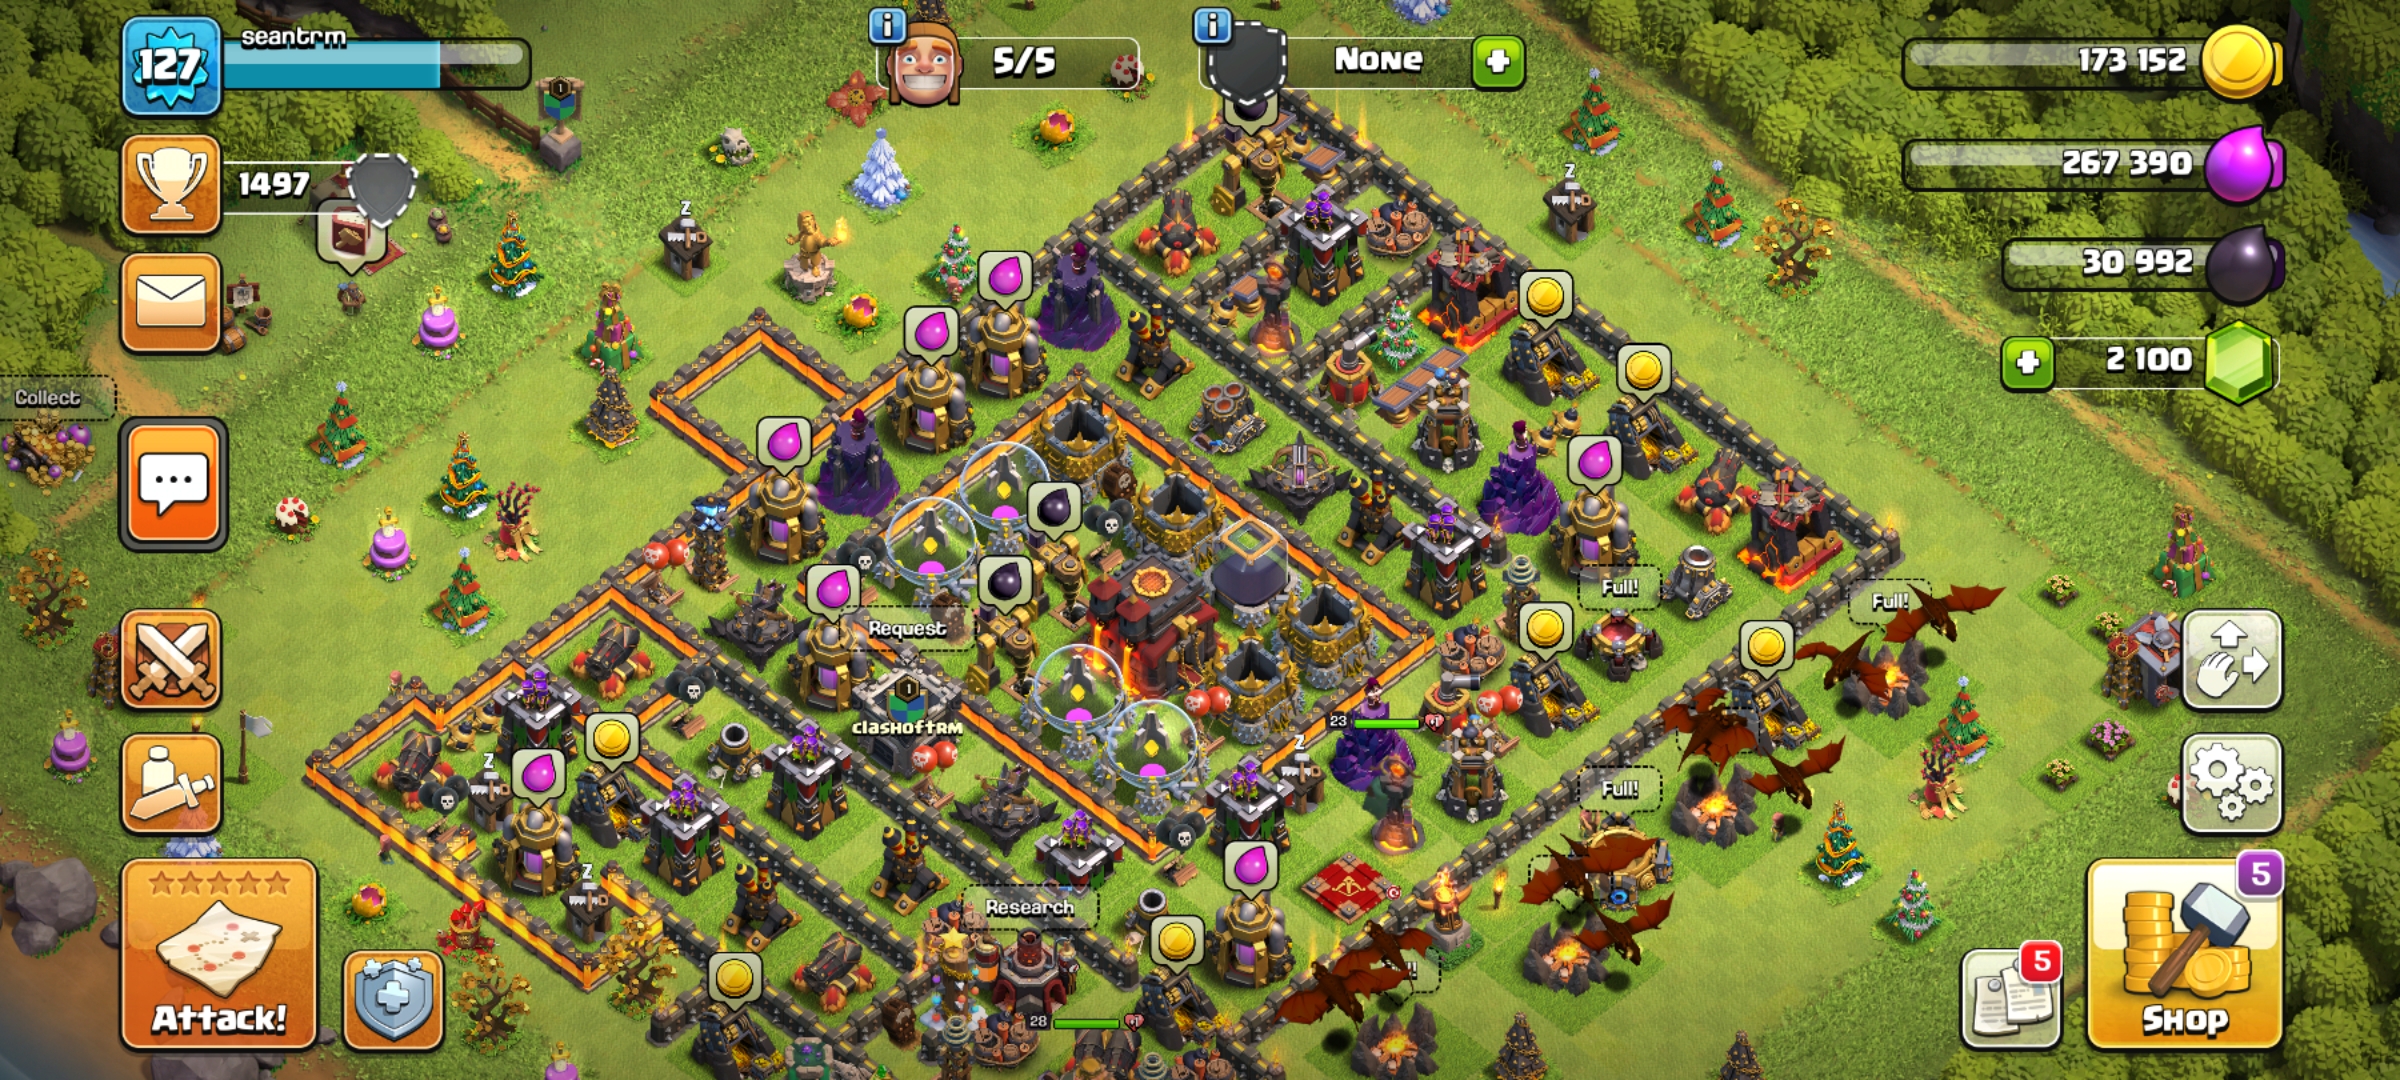 127
seantrm
5/5
None
173 152
1497
267 390
30 992
2 100
Collect
z
z
Full!
Full!
Request
clashofTRM
23
z
z
Full!
z
Research
5
Attack!
28
5
Shop